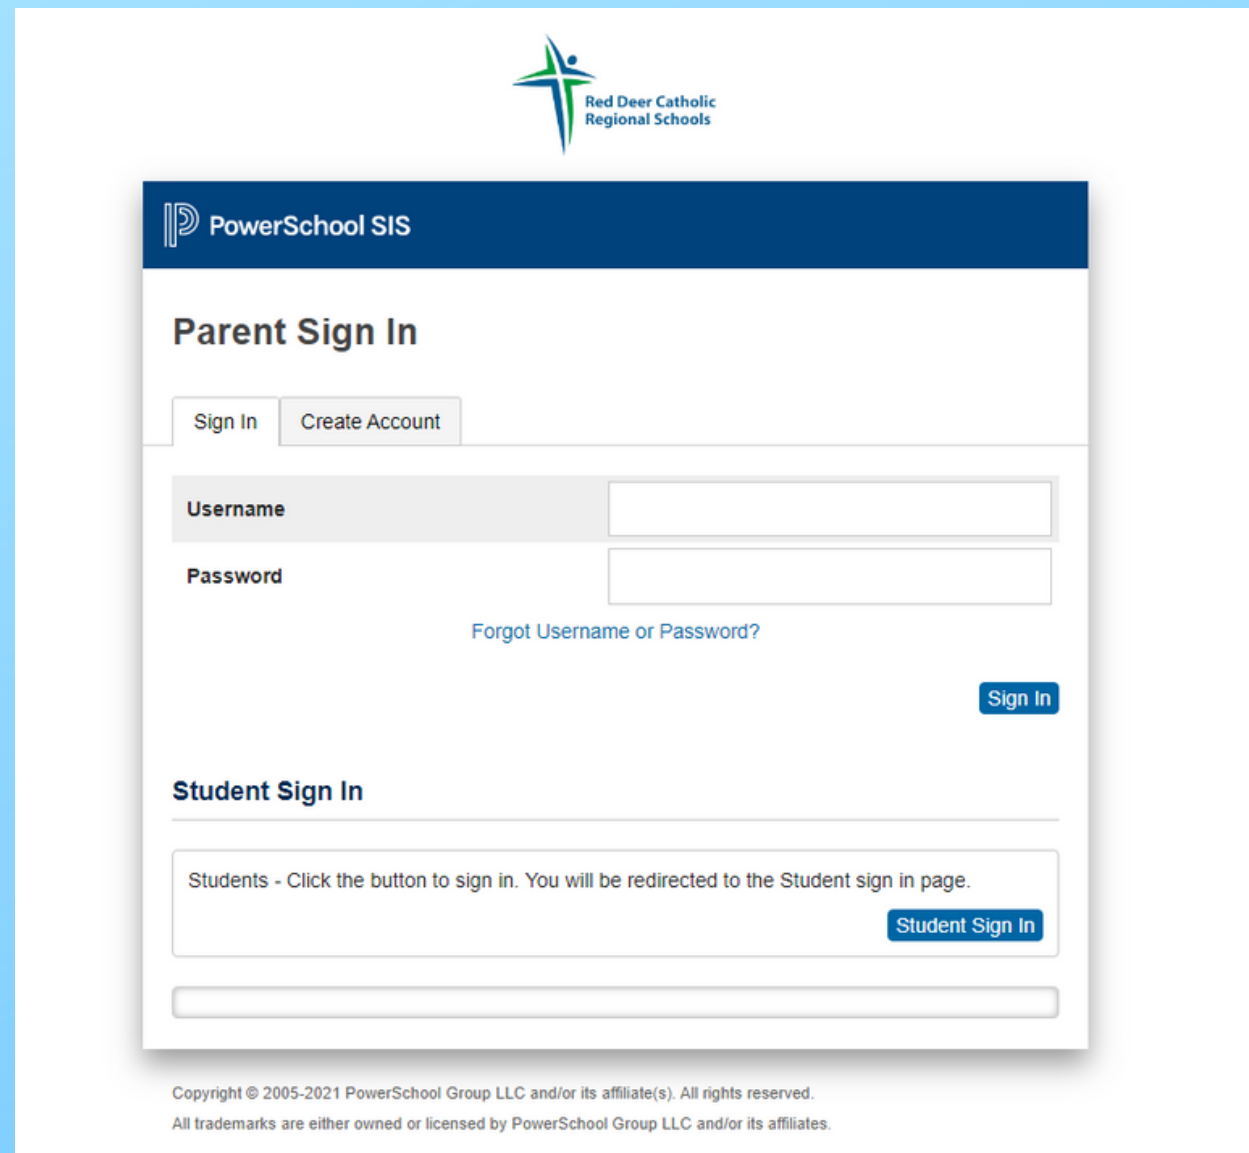 Red Deer Catholic
Regional Schools
PowerSchool SIS
Parent Sign In
Sign In
Create Account
Username
Password
Forgot Username or Password?
Sign In
Student Sign In
Students - Click the button to sign in. You will be redirected to the Student sign in page.
Student Sign In
Copyright © 2005-2021 PowerSchool Group LLC and/or its affiliate(s). All rights reserved.
All trademarks are either owned or licensed by PowerSchool Group LLC and/or its affiliates.